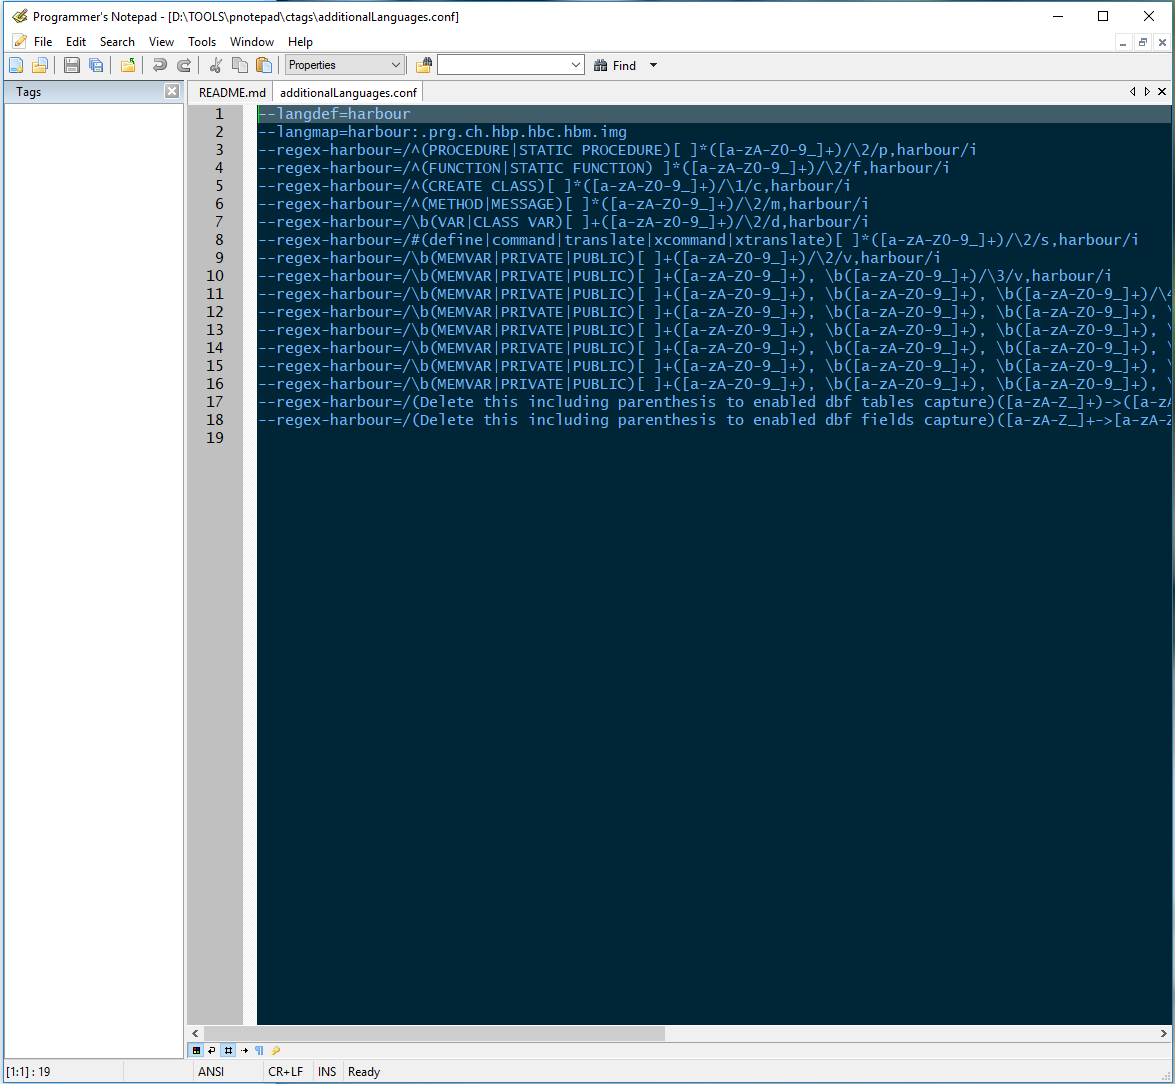 Programmer's Notepad - [D:\TOOLS\pnotepad\ctags\additionalLanguages.conf]
File Edit Search View Tools Window Help
Properties Find
Tags
README.md additionalLanguages.conf
1 --langdef=harbour
2 --langmap=harbour:.prg.ch.hbp.hbc.hbm.img
3 --regex-harbour=/^(PROCEDURE|STATIC PROCEDURE)[ ]*([a-zA-Z0-9_]+)/\2/p,harbour/i
4 --regex-harbour=/^(FUNCTION|STATIC FUNCTION) ]*([a-zA-Z0-9_]+)/\2/f,harbour/i
5 --regex-harbour=/^(CREATE CLASS)[ ]*([a-zA-Z0-9_]+)/\1/c,harbour/i
6 --regex-harbour=/^(METHOD|MESSAGE)[ ]*([a-zA-Z0-9_]+)/\2/m,harbour/i
7 --regex-harbour=/\b(VAR|CLASS VAR)[ ]+([a-zA-Z0-9_]+)/\2/d,harbour/i
8 --regex-harbour=/#(define|command|translate|xcommand|xtranslate)[ ]*([a-zA-Z0-9_]+)/\2/s,harbour/i
9 --regex-harbour=/\b(MEMVAR|PRIVATE|PUBLIC)[ ]+([a-zA-Z0-9_]+)/\2/v,harbour/i
10 --regex-harbour=/\b(MEMVAR|PRIVATE|PUBLIC)[ ]+([a-zA-Z0-9_]+), \b([a-zA-Z0-9_]+)/\3/v,harbour/i
11 --regex-harbour=/\b(MEMVAR|PRIVATE|PUBLIC)[ ]+([a-zA-Z0-9_]+), \b([a-zA-Z0-9_]+), \b([a-zA-Z0-9_]+)/\4
12 --regex-harbour=/\b(MEMVAR|PRIVATE|PUBLIC)[ ]+([a-zA-Z0-9_]+), \b([a-zA-Z0-9_]+), \b([a-zA-Z0-9_]+), \
13 --regex-harbour=/\b(MEMVAR|PRIVATE|PUBLIC)[ ]+([a-zA-Z0-9_]+), \b([a-zA-Z0-9_]+), \b([a-zA-Z0-9_]+), \
14 --regex-harbour=/\b(MEMVAR|PRIVATE|PUBLIC)[ ]+([a-zA-Z0-9_]+), \b([a-zA-Z0-9_]+), \b([a-zA-Z0-9_]+), \
15 --regex-harbour=/\b(MEMVAR|PRIVATE|PUBLIC)[ ]+([a-zA-Z0-9_]+), \b([a-zA-Z0-9_]+), \b([a-zA-Z0-9_]+), \
16 --regex-harbour=/\b(MEMVAR|PRIVATE|PUBLIC)[ ]+([a-zA-Z0-9_]+), \b([a-zA-Z0-9_]+), \b([a-zA-Z0-9_]+), \
17 --regex-harbour=/(Delete this including parenthesis to enabled dbf tables capture)([a-zA-Z_]+)->([a-zA
18 --regex-harbour=/(Delete this including parenthesis to enabled dbf fields capture)([a-zA-Z_]+->[a-zA-Z
19
[1:1] : 19 ANSI CR+LF INS Ready